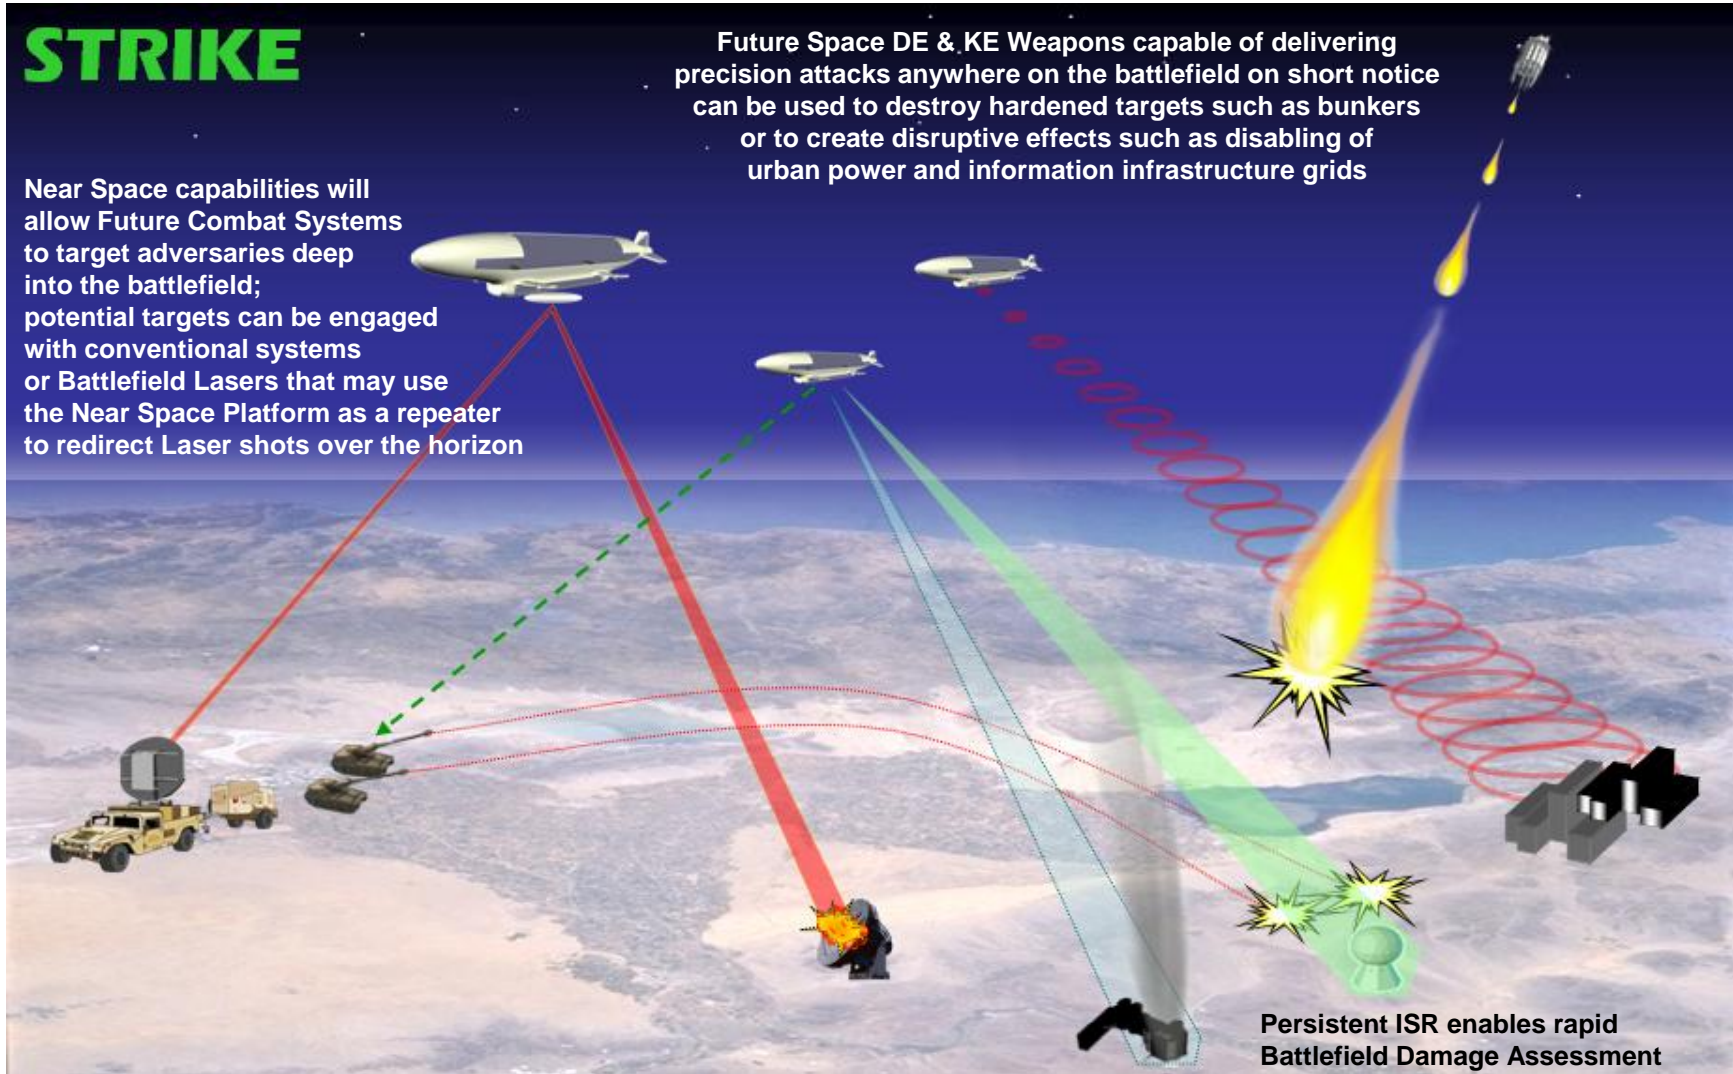 STRIKE
Future Space DE & KE Weapons capable of delivering
precision attacks anywhere on the battlefield on short notice
can be used to destroy hardened targets such as bunkers
or to create disruptive effects such as disabling of
urban power and information infrastructure grids
Near Space capabilities will
allow Future Combat Systems
to target adversaries deep
into the battlefield;
potential targets can be engaged
with conventional systems
or Battlefield Lasers that may use
the Near Space Platform as a repeater
to redirect Laser shots over the horizon
Persistent ISR enables rapid
Battlefield Damage Assessment